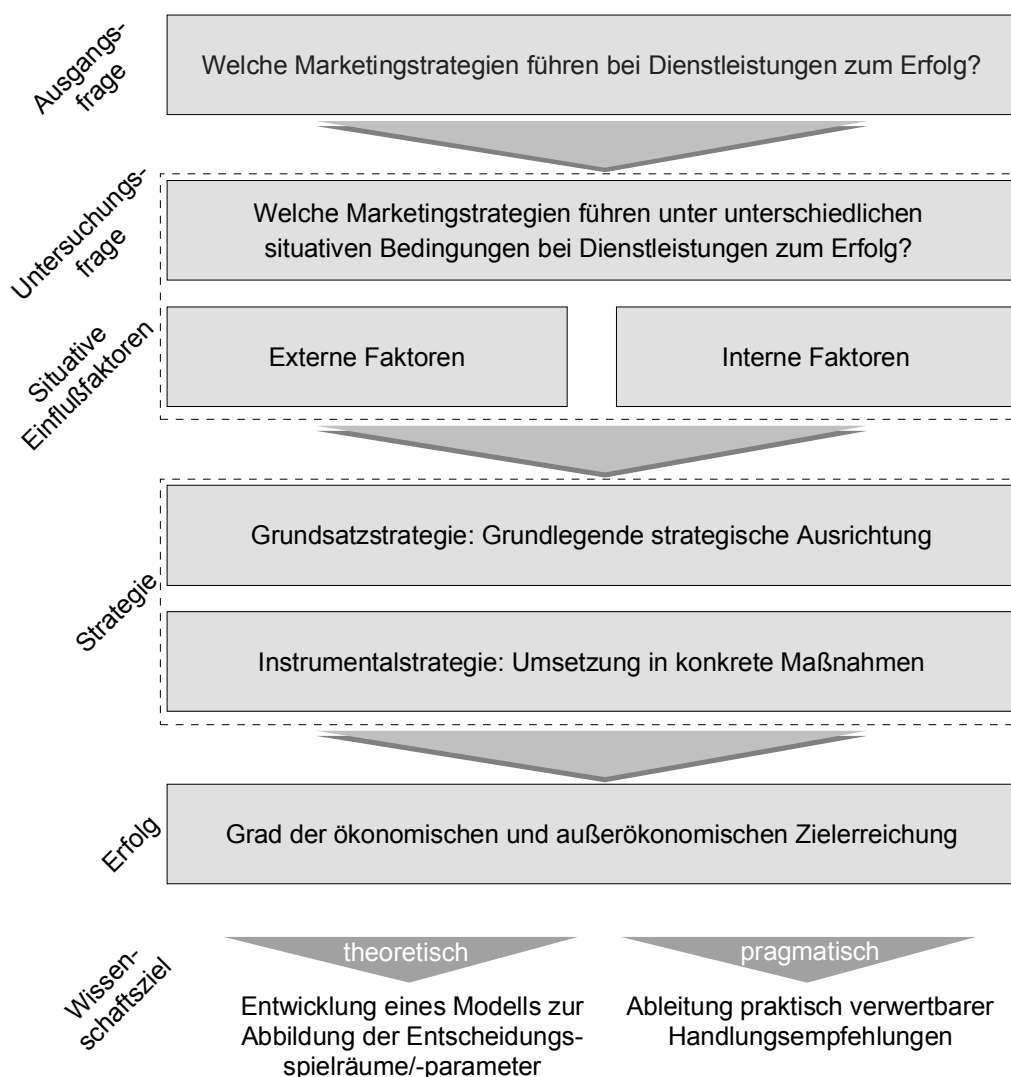 Ausgangs-
frage
Welche Marketingstrategien führen bei Dienstleistungen zum Erfolg?
Untersuchungs-
frage
Welche Marketingstrategien führen unter unterschiedlichen
situativen Bedingungen bei Dienstleistungen zum Erfolg?
Situative
Einflußfaktoren
Externe Faktoren
Interne Faktoren
Strategie
Grundsatzstrategie: Grundlegende strategische Ausrichtung
Instrumentalstrategie: Umsetzung in konkrete Maßnahmen
Erfolg
Grad der ökonomischen und außerökonomischen Zielerreichung
Wissen-
schaftsziel
theoretisch
Entwicklung eines Modells zur
Abbildung der Entscheidungs-
spielräume/-parameter
pragmatisch
Ableitung praktisch verwertbarer
Handlungsempfehlungen